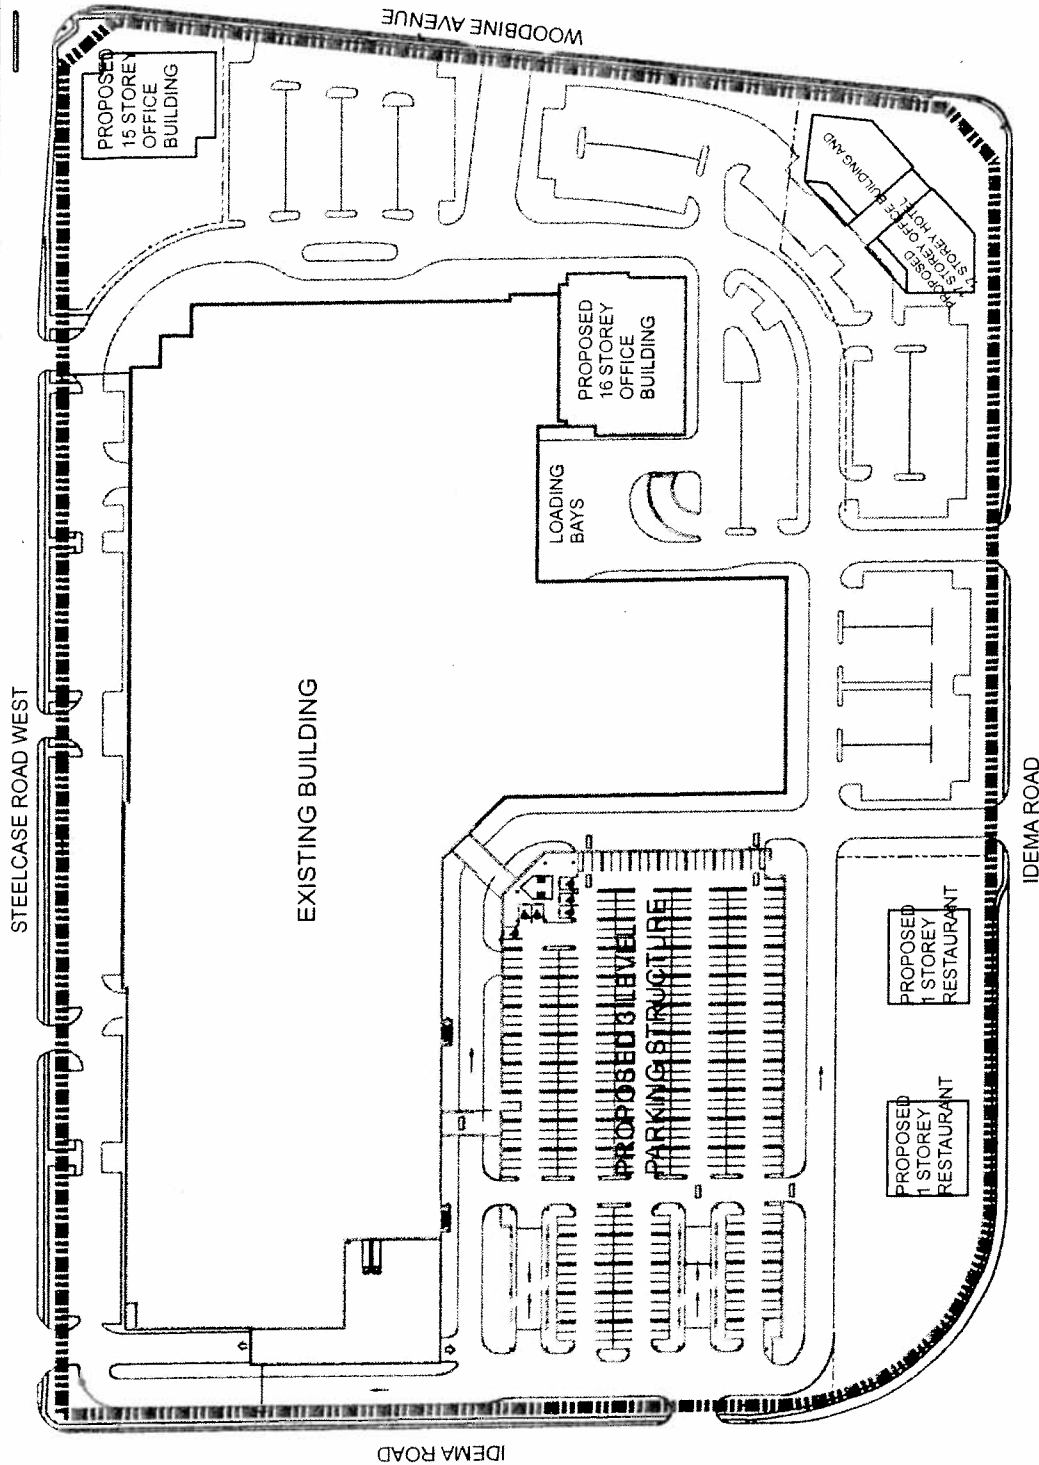 WOODBINE AVENUE
PROPOSED
15 STOREY
OFFICE
BUILDING
PROPOSED
STOREY OFFICE BUILDING AND
STOREY HOTEL
PROPOSED
16 STOREY
OFFICE
BUILDING
LOADING
BAYS
STEELCASE ROAD WEST
EXISTING BUILDING
IDEMA ROAD
PROPOSED 3 LEVEL
PARKING STRUCTURE
PROPOSED
1 STOREY
RESTAURANT
PROPOSED
1 STOREY
RESTAURANT
IDEMA ROAD